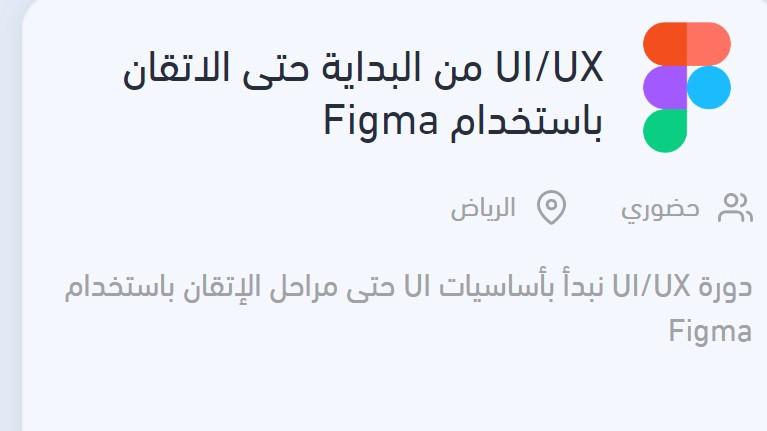 UI/UX من البداية حتى الاتقان
باستخدام Figma
حضوري
الرياض
دورة UI/UX نبدأ بأساسيات UI حتى مراحل الإتقان باستخدام
Figma